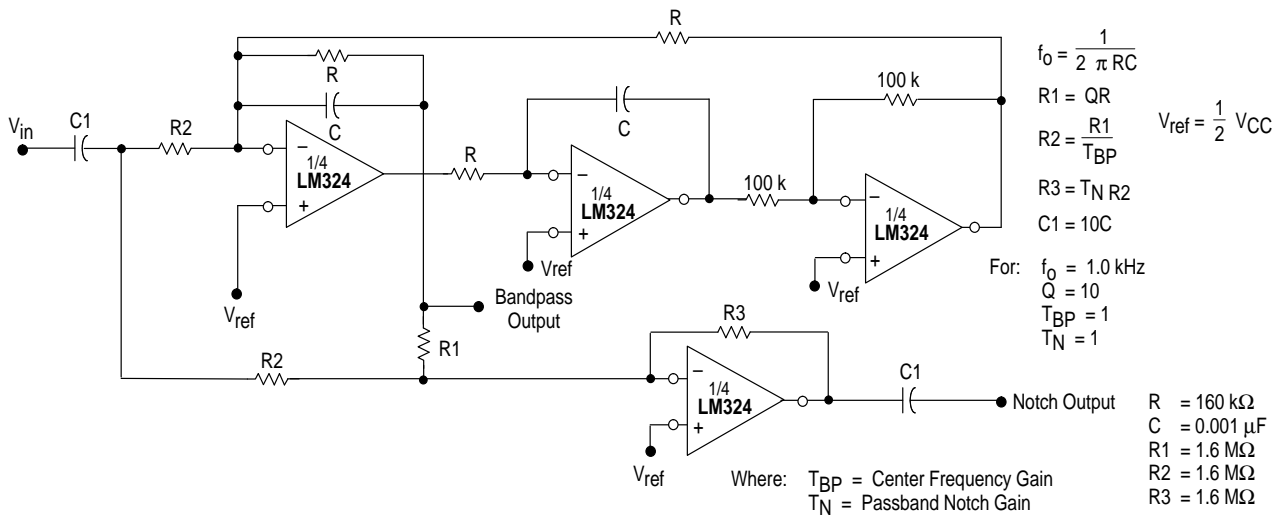 R
R
C
V_in
C1
R2
1/4
LM324
V_ref
R
C
1/4
LM324
Vref
100 k
100 k
1/4
LM324
V_ref
Bandpass
Output
R1
R2
R3
1/4
LM324
V_ref
C1
Notch Output
f_o = 1 / 2 π RC
R1 = QR
R2 = R1 / T_BP
R3 = T_N R2
C1 = 10C
V_ref = 1/2 V_CC
For: f_o = 1.0 kHz
Q = 10
T_BP = 1
T_N = 1
R = 160 kΩ
C = 0.001 μF
R1 = 1.6 MΩ
R2 = 1.6 MΩ
R3 = 1.6 MΩ
Where: T_BP = Center Frequency Gain
T_N = Passband Notch Gain